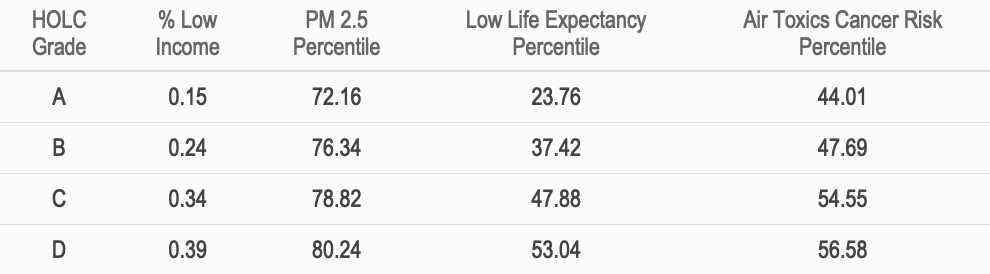 HOLC Grade % Low Income PM 2.5 Percentile Low Life Expectancy Percentile Air Toxics Cancer Risk Percentile
A 0.15 72.16 23.76 44.01
B 0.24 76.34 37.42 47.69
C 0.34 78.82 47.88 54.55
D 0.39 80.24 53.04 56.58